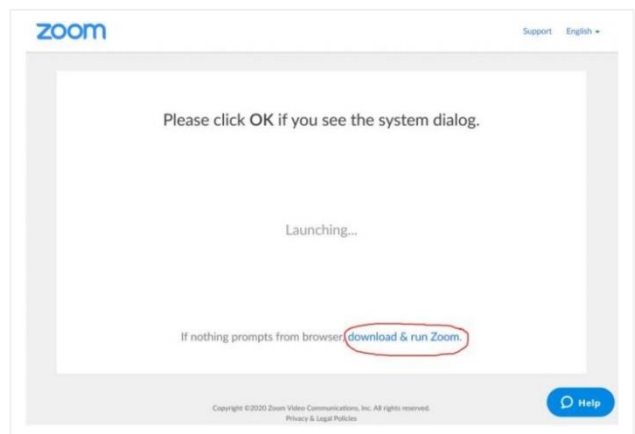 zoom
Support English
Please click OK if you see the system dialog.
Launching...
If nothing prompts from browser, download & run Zoom.
Copyright ©2020 Zoom Video Communications, Inc. All rights reserved.
Privacy & Legal Policies
Help